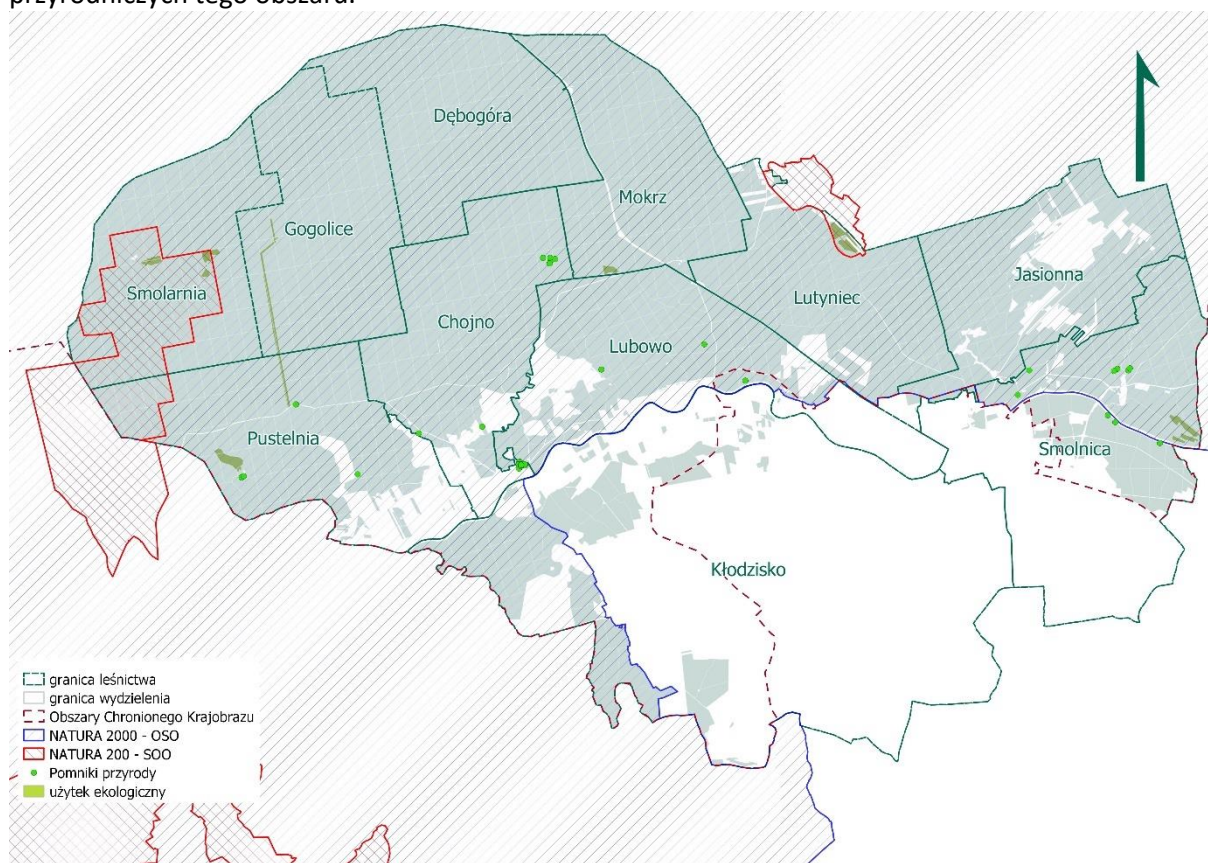 przyrodniczych tego obszaru.
Dębogóra
Mokrz
Gogolice
Jasionna
Smolarnia
Lutyniec
Chojno
Lubowo
Pustelnia
Smolnica
Kłodzisko
granica leśnictwa
granica wydzielenia
Obszary Chronionego Krajobrazu
NATURA 2000 - OSO
NATURA 200 - SOO
Pomniki przyrody
użytek ekologiczny